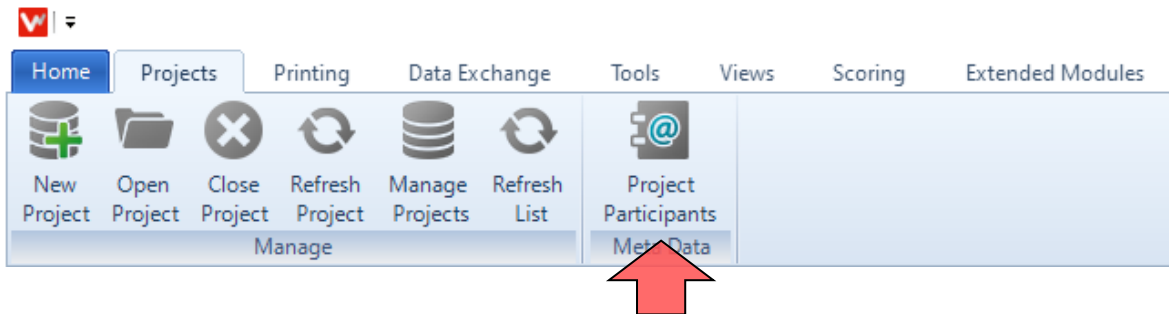 Home Projects Printing Data Exchange Tools Views Scoring Extended Modules
New Open Close Refresh Manage Refresh Project
Project Project Project Project Projects List Participants
Manage Meta Data